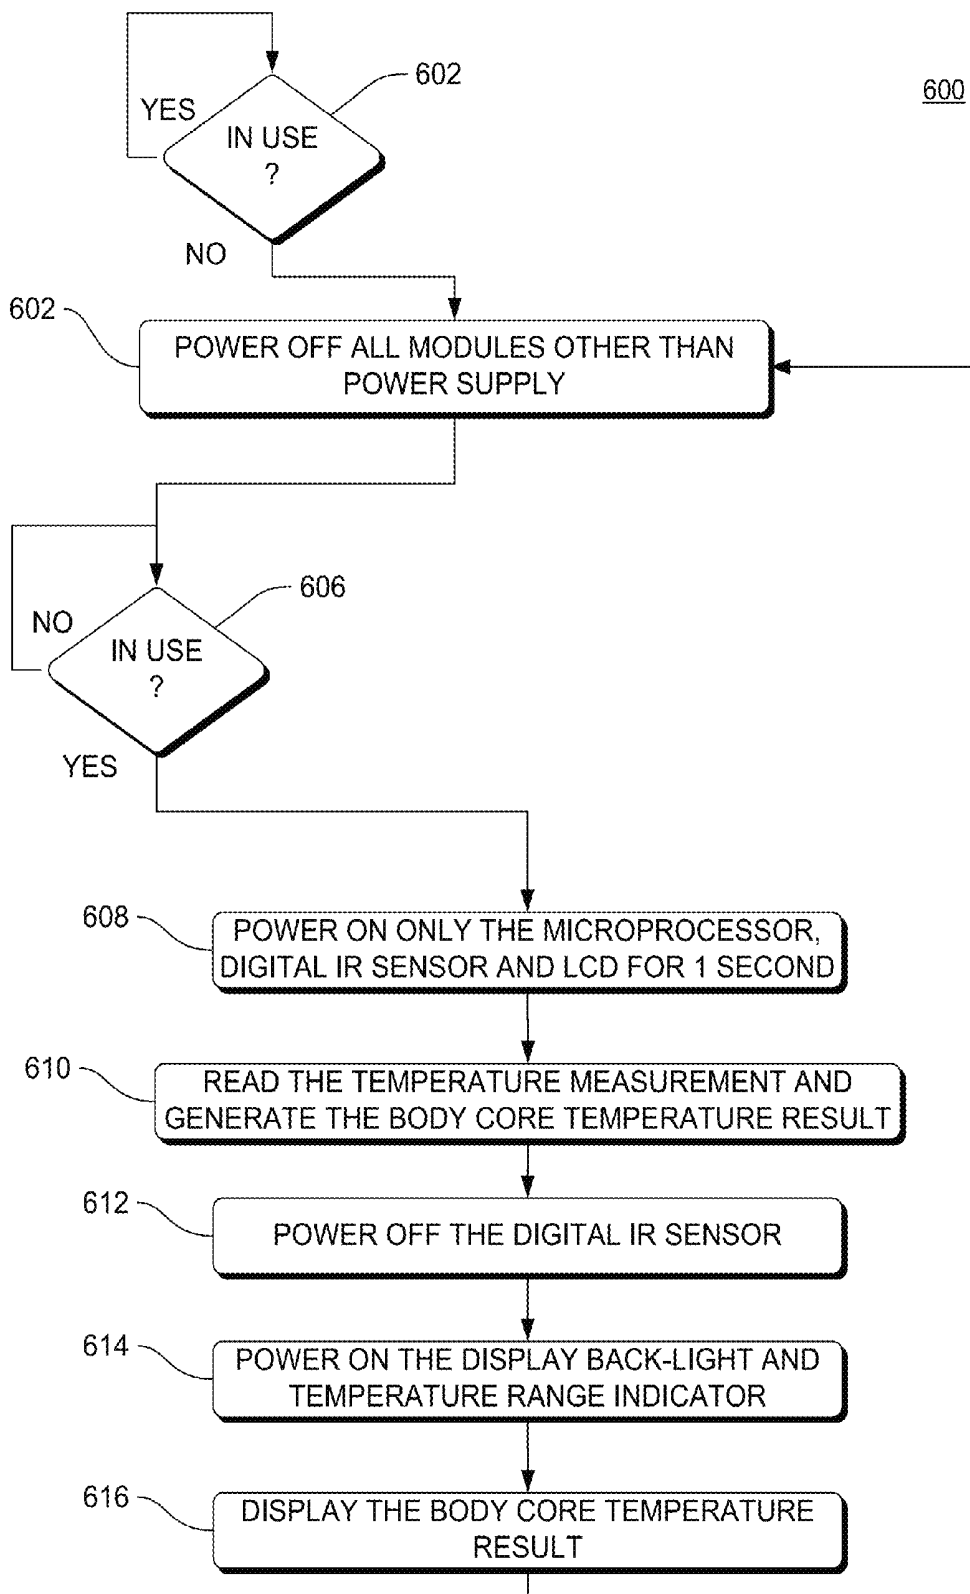 602
600
YES
IN USE
?
NO
602
POWER OFF ALL MODULES OTHER THAN
POWER SUPPLY
606
NO
IN USE
?
YES
608
POWER ON ONLY THE MICROPROCESSOR,
DIGITAL IR SENSOR AND LCD FOR 1 SECOND
610
READ THE TEMPERATURE MEASUREMENT AND
GENERATE THE BODY CORE TEMPERATURE RESULT
612
POWER OFF THE DIGITAL IR SENSOR
614
POWER ON THE DISPLAY BACK-LIGHT AND
TEMPERATURE RANGE INDICATOR
616
DISPLAY THE BODY CORE TEMPERATURE
RESULT